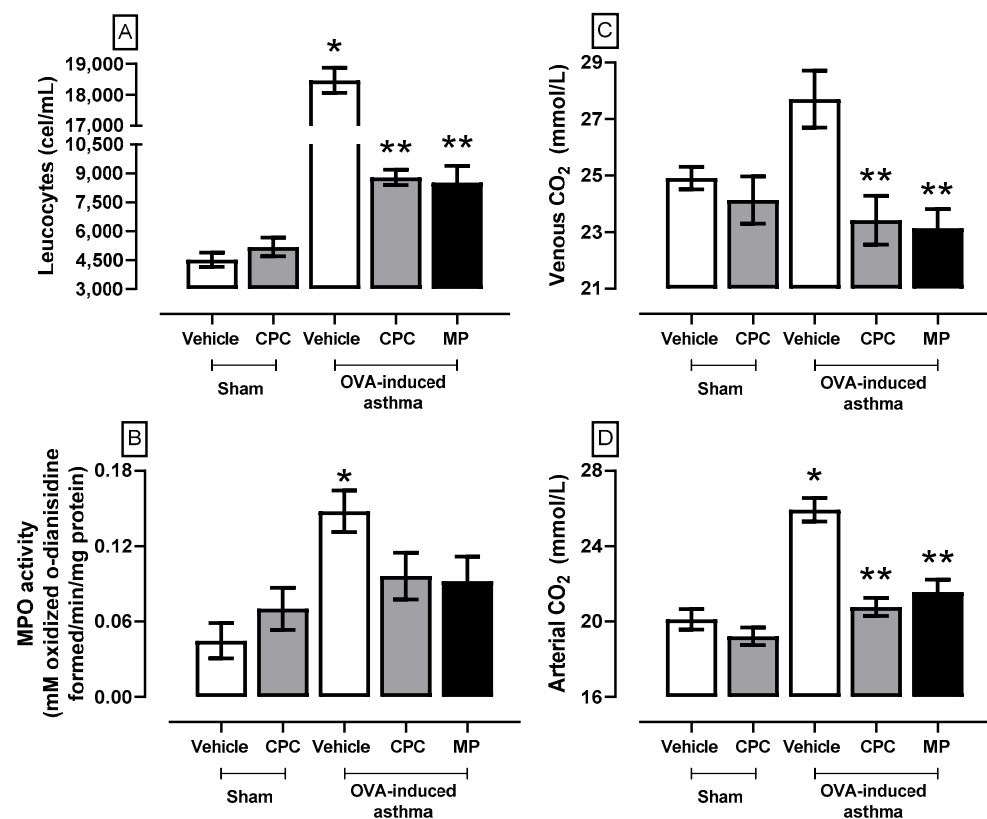 A
Leucocytes (cel/mL)
19,000
18,000
17,000
10,500
9,000
7,500
6,000
4,500
3,000
*
**
**
Vehicle CPC Vehicle CPC MP
Sham
OVA-induced
asthma
B
MPO activity
(mM oxidized o-dianisidine
formed/min/mg protein)
0.18
0.12
0.06
0.00
*
Vehicle CPC Vehicle CPC MP
Sham
OVA-induced
asthma
C
Venous CO2 (mmol/L)
29
27
25
23
21
**
**
Vehicle CPC Vehicle CPC MP
Sham
OVA-induced
asthma
D
Arterial CO2 (mmol/L)
28
24
20
16
*
**
**
Vehicle CPC Vehicle CPC MP
Sham
OVA-induced
asthma